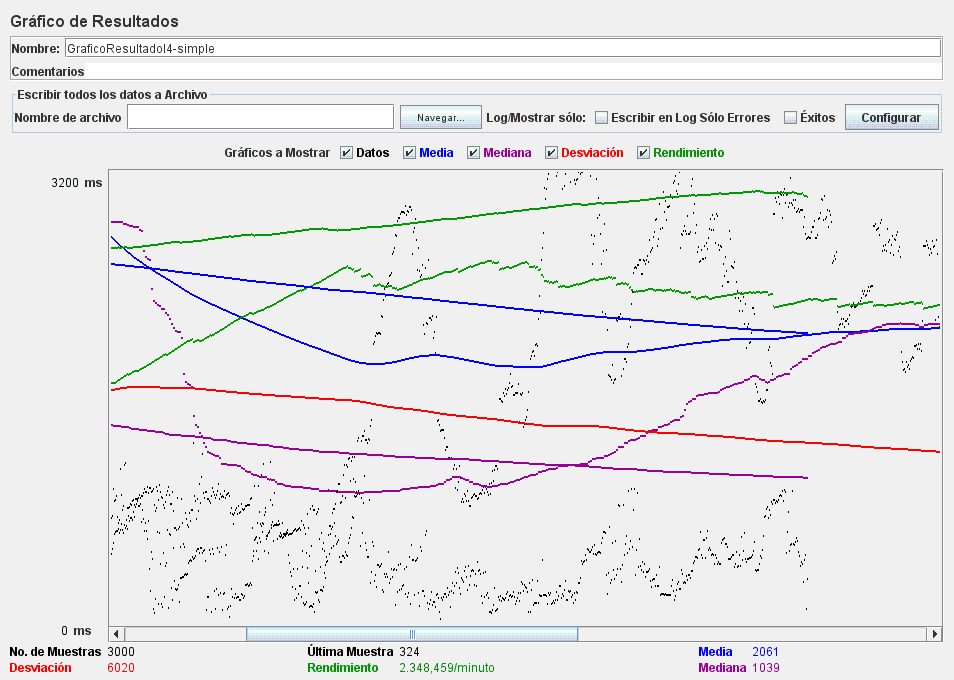 Gráfico de Resultados
Nombre: GraficoResultadoI4-simple
Comentarios
Escribir todos los datos a Archivo
Nombre de archivo Navegar... Log/Mostrar sólo: Escribir en Log Sólo Errores Éxitos Configurar
Gráficos a Mostrar Datos Media Mediana Desviación Rendimiento
3200 ms
0 ms
No. de Muestras 3000 Última Muestra 324 Media 2061
Desviación 6020 Rendimiento 2.348,459/minuto Mediana 1039